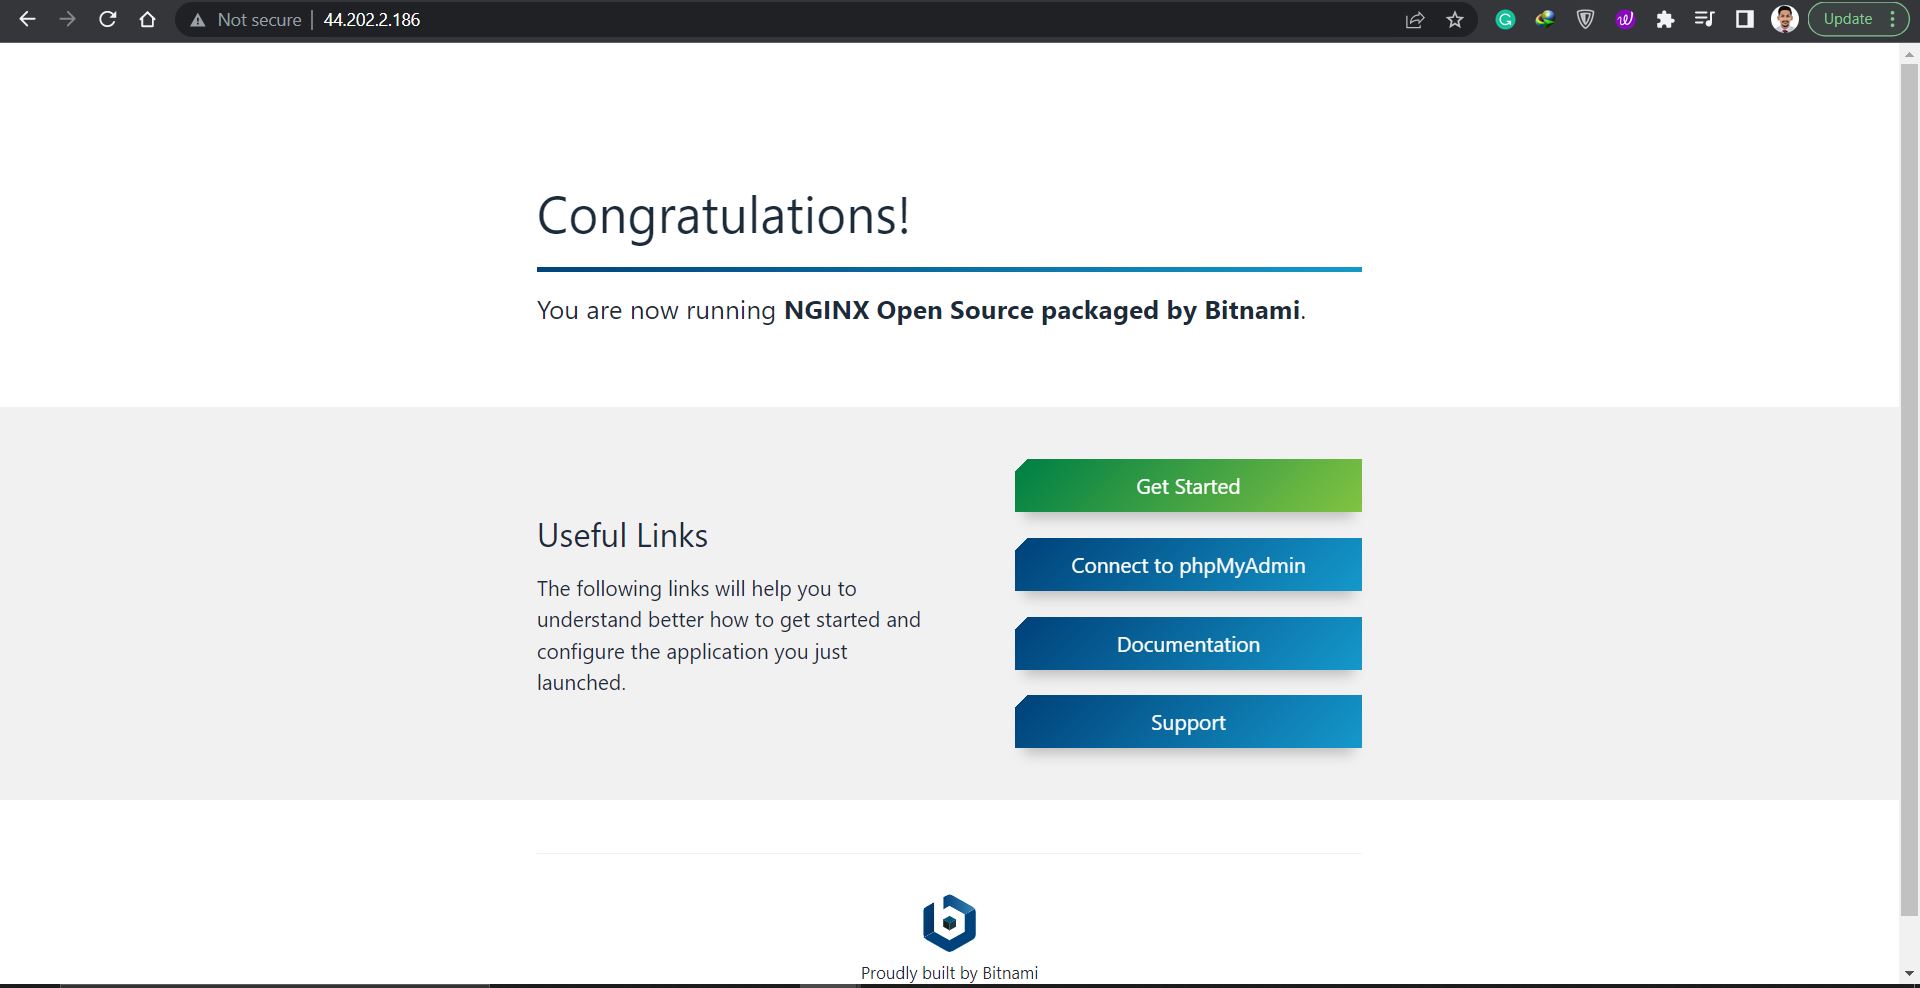 Not secure | 44.202.2.186
Update
Congratulations!
You are now running NGINX Open Source packaged by Bitnami.
Get Started
Useful Links
Connect to phpMyAdmin
The following links will help you to
understand better how to get started and
configure the application you just
launched.
Documentation
Support
Proudly built by Bitnami